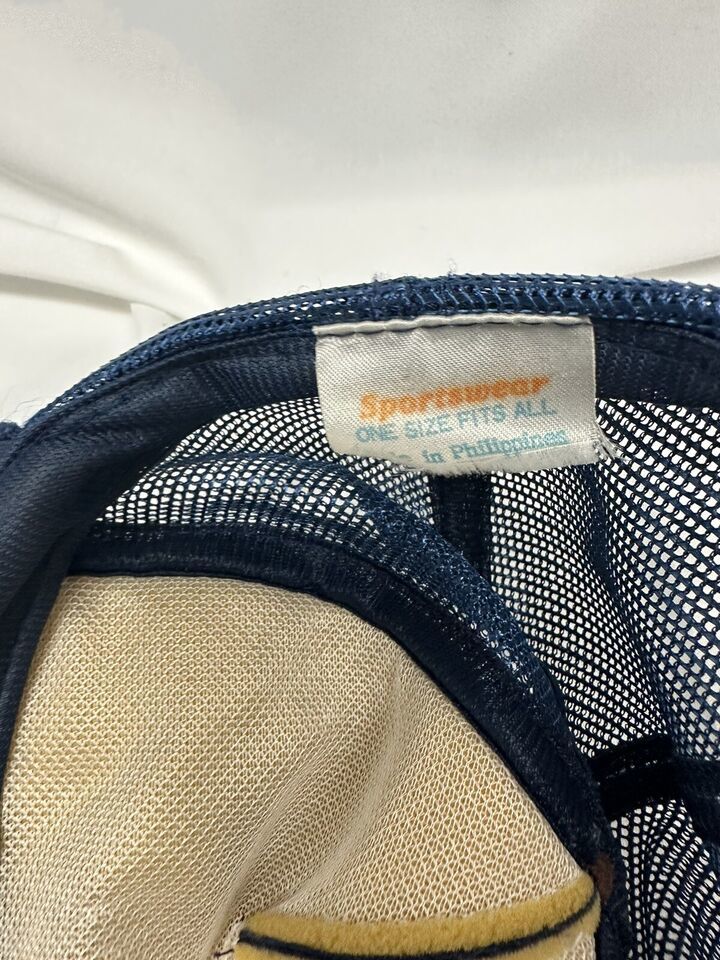 Sportswear
ONE SIZE FITS ALL
in Philippines